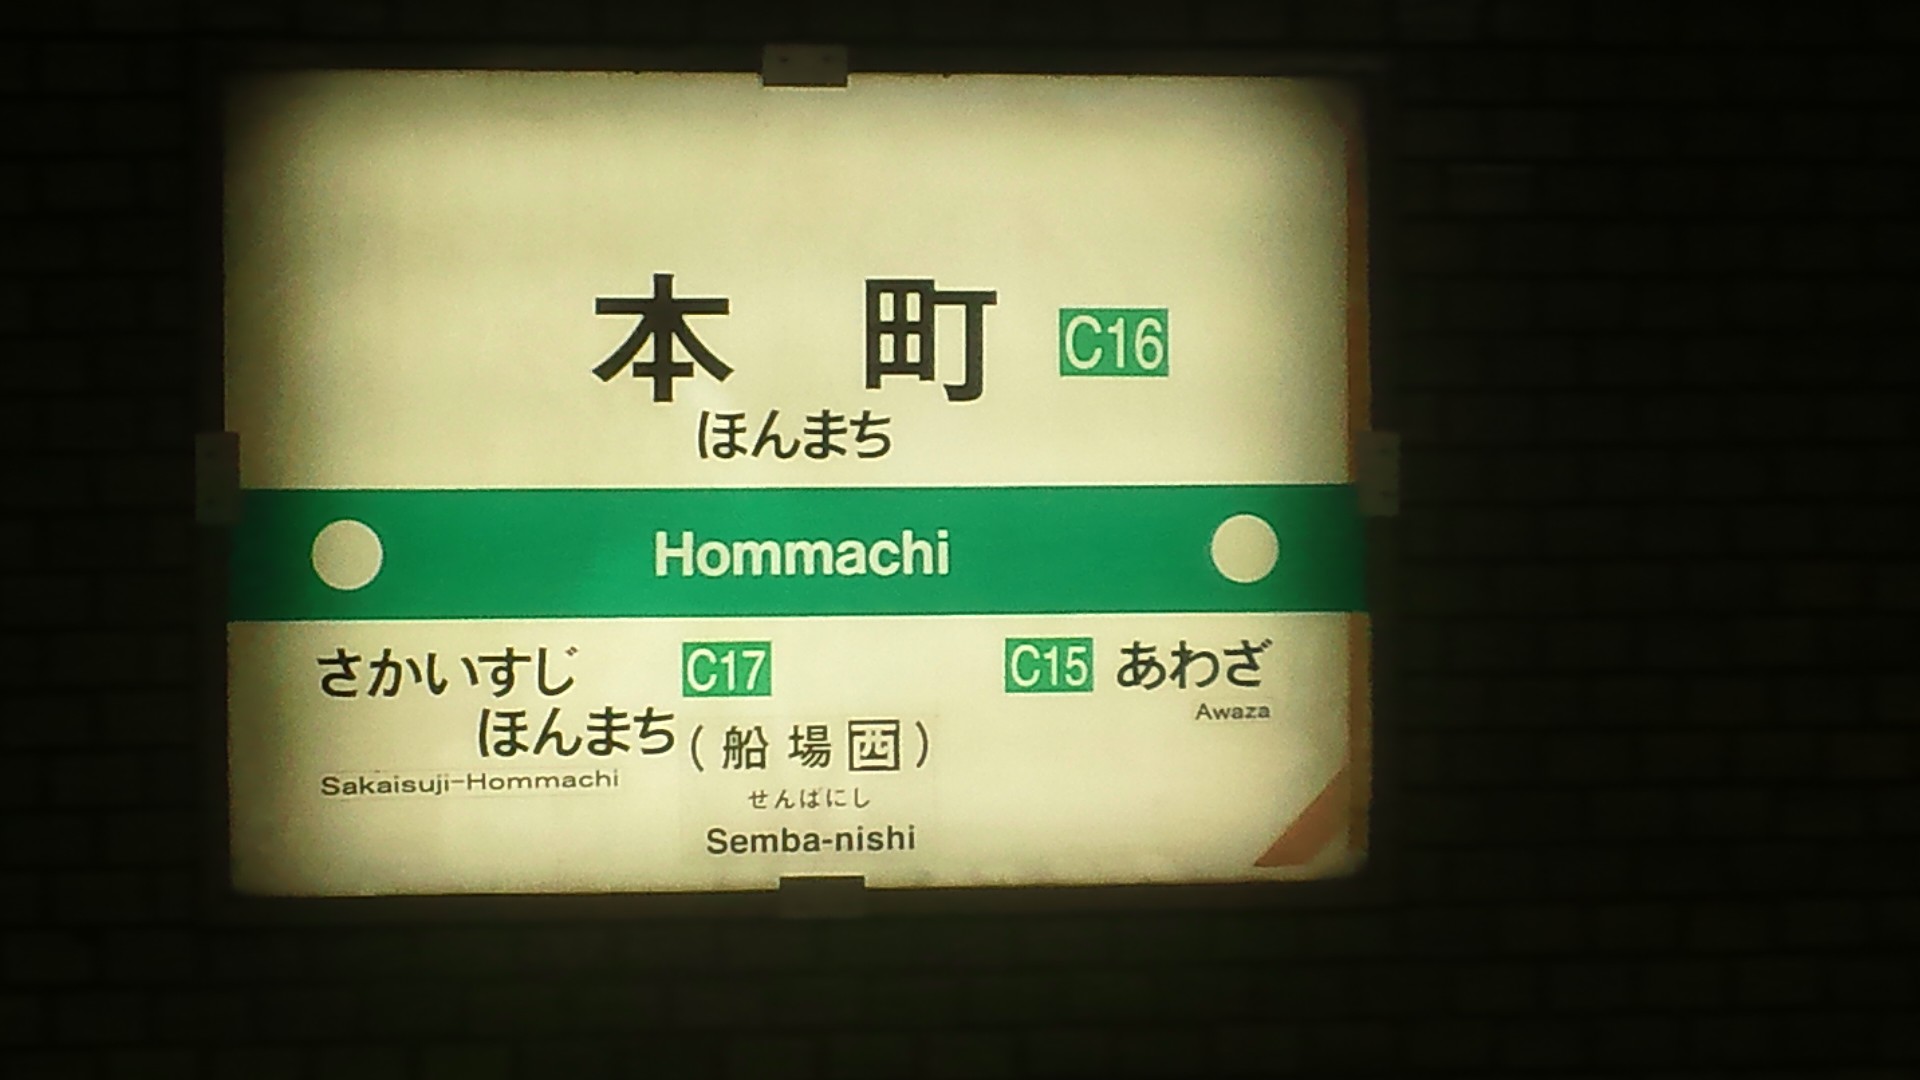 本町 C16
ほんまち
Hommachi
さかいすじ C17
ほんまち
Sakaisuji-Hommachi
(船場西)
せんばにし
Semba-nishi
C15 あわざ
Awaza